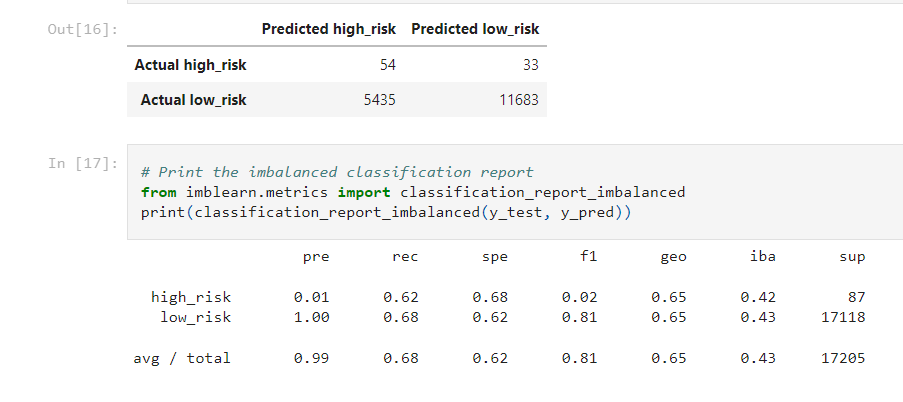 Out[16]:
Predicted high_risk Predicted low_risk
Actual high_risk 54 33
Actual low_risk 5435 11683
In [17]:
# Print the imbalanced classification report
from imblearn.metrics import classification_report_imbalanced
print(classification_report_imbalanced(y_test, y_pred))
pre rec spe f1 geo iba sup
high_risk 0.01 0.62 0.68 0.02 0.65 0.42 87
low_risk 1.00 0.68 0.62 0.81 0.65 0.43 17118
avg / total 0.99 0.68 0.62 0.81 0.65 0.43 17205